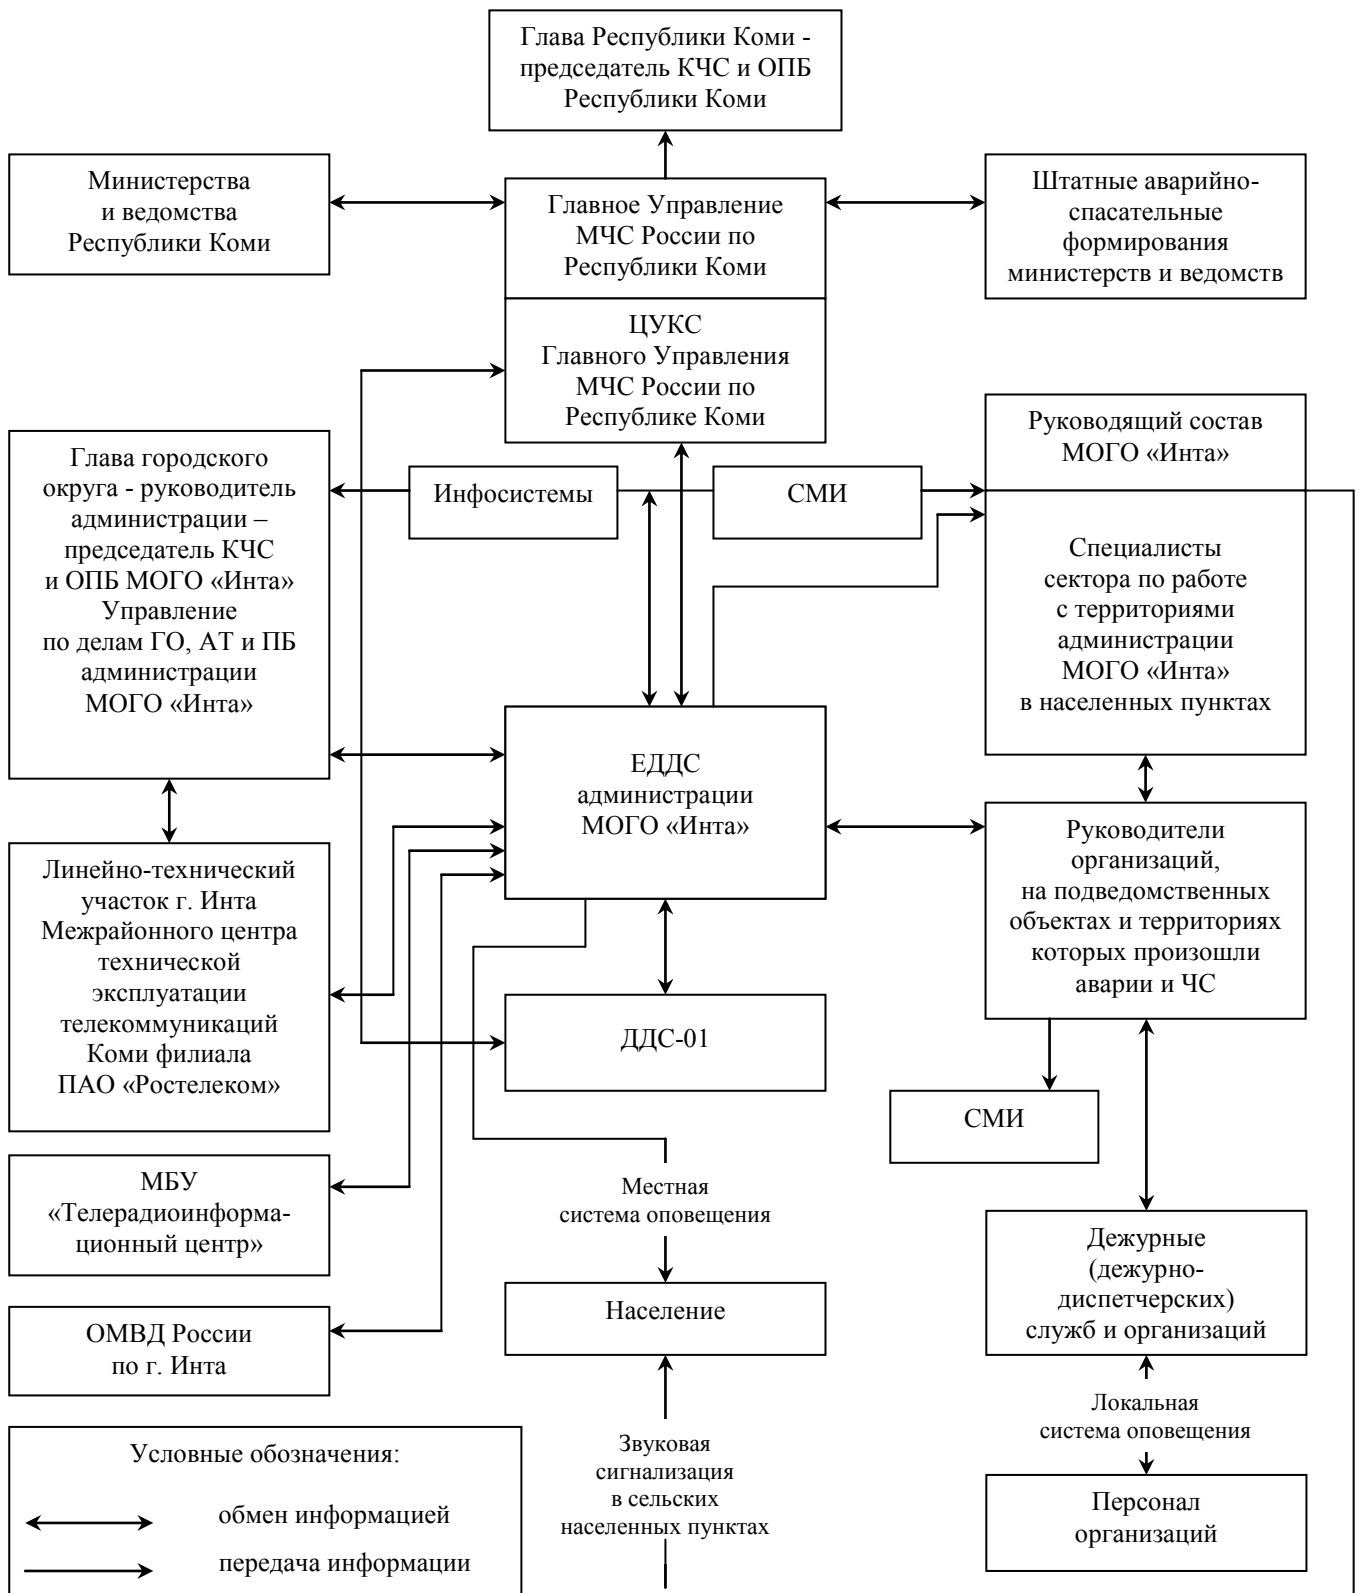 Глава Республики Коми -
председатель КЧС и ОПБ
Республики Коми
Министерства
и ведомства
Республики Коми
Главное Управление
МЧС России по
Республики Коми
Штатные аварийно-
спасательные
формирования
министерств и ведомств
ЦУКС
Главного Управления
МЧС России по
Республике Коми
Глава городского
округа - руководитель
администрации –
председатель КЧС
и ОПБ МОГО «Инта»
Управление
по делам ГО, АТ и ПБ
администрации
МОГО «Инта»
Инфосистемы
СМИ
Руководящий состав
МОГО «Инта»
Специалисты
сектора по работе
с территориями
администрации
МОГО «Инта»
в населенных пунктах
ЕДДС
администрации
МОГО «Инта»
Линейно-технический
участок г. Инта
Межрайонного центра
технической
эксплуатации
телекоммуникаций
Коми филиала
ПАО «Ростелеком»
Руководители
организаций,
на подведомственных
объектах и территориях
которых произошли
аварии и ЧС
ДДС-01
СМИ
МБУ
«Телерадиоинформа-
ционный центр»
Местная
система оповещения
Население
Дежурные
(дежурно-
диспетчерских)
служб и организаций
ОМВД России
по г. Инта
Локальная
система оповещения
Звуковая
сигнализация
в сельских
населенных пунктах
Персонал
организаций
Условные обозначения:
обмен информацией
передача информации